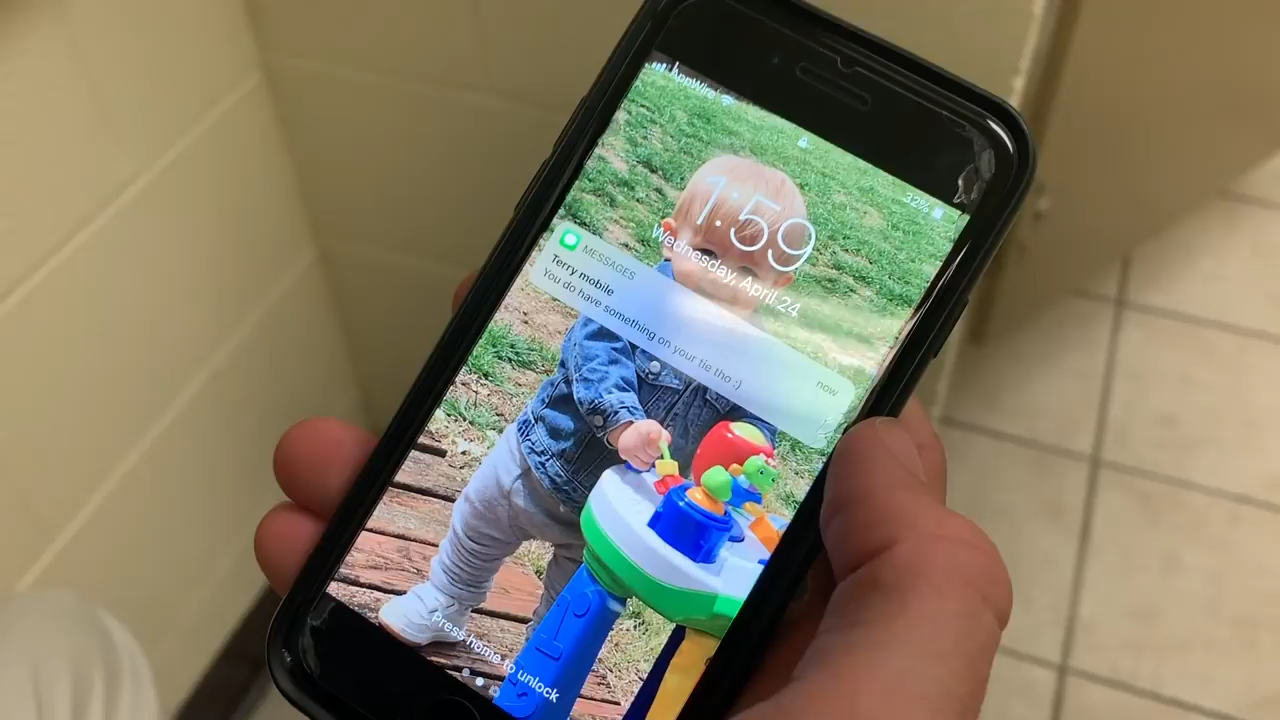 AppWire
32%
1:59
Wednesday, April 24
MESSAGES
now
Terry mobile
You do have something on your tie tho :)
Press home to unlock